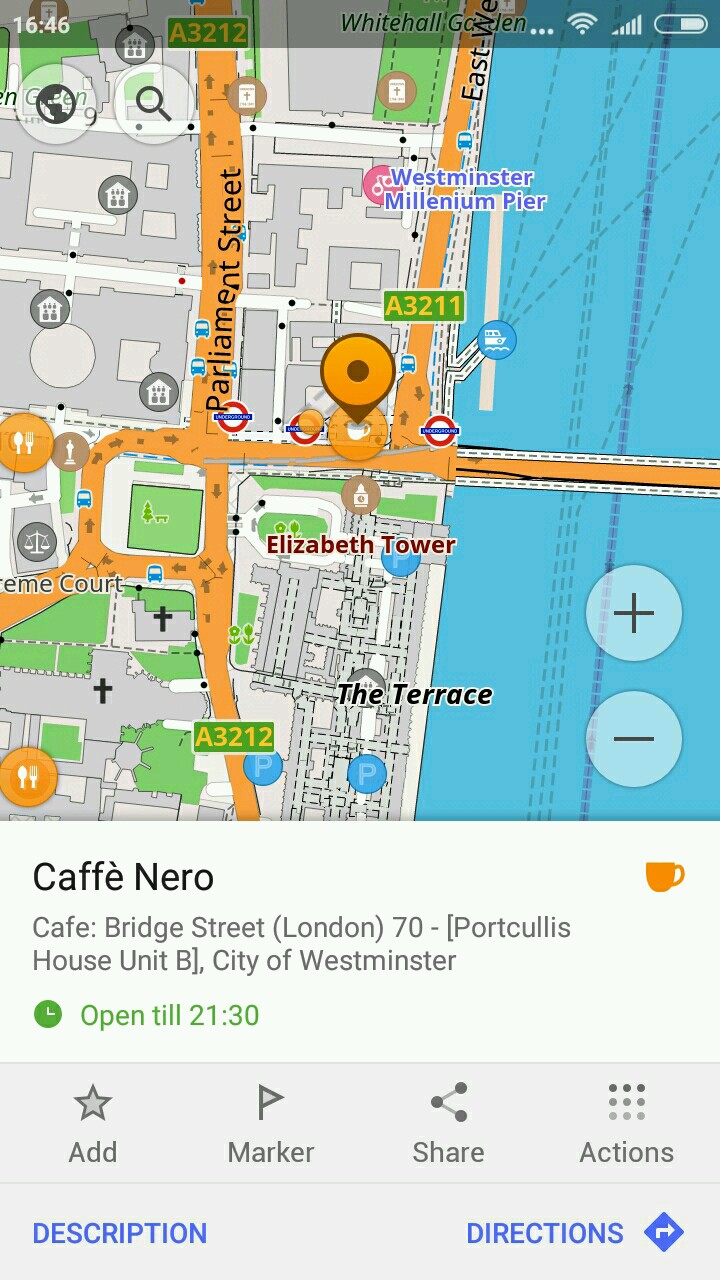 16:46
A3212
Whitehall Garden
East-We
en Green
9
Westminster
Millenium Pier
Parliament Street
A3211
UNDERGROUND
UNDERGROUND
UNDERGROUND
Elizabeth Tower
P
reme Court
The Terrace
A3212
P
P
Caffè Nero
Cafe: Bridge Street (London) 70 - [Portcullis
House Unit B], City of Westminster
Open till 21:30
Add
Marker
Share
Actions
DESCRIPTION
DIRECTIONS